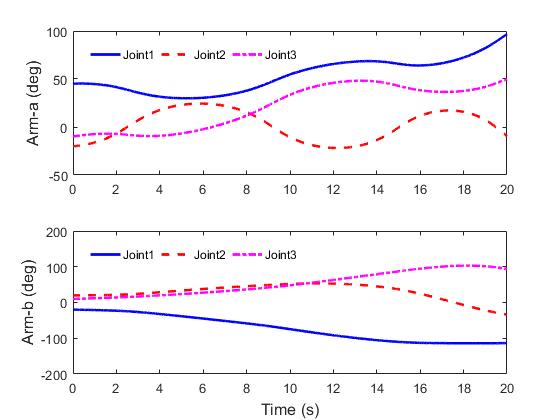 100
50
0
-50
Arm-a (deg)
Joint1 Joint2 Joint3
0 2 4 6 8 10 12 14 16 18 20
200
100
0
-100
-200
Arm-b (deg)
Joint1 Joint2 Joint3
0 2 4 6 8 10 12 14 16 18 20
Time (s)